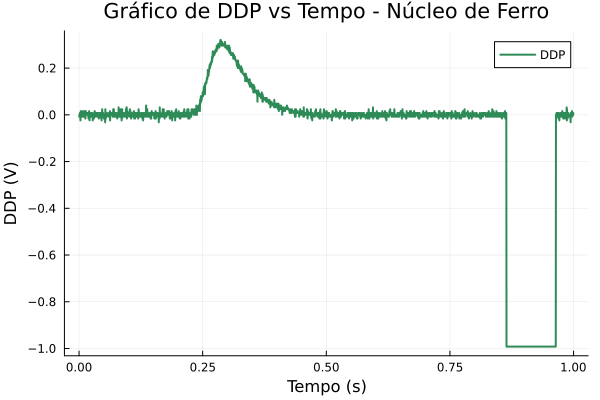 Gráfico de DDP vs Tempo - Núcleo de Ferro
DDP
DDP (V)
0.2
0.0
−0.2
−0.4
−0.6
−0.8
−1.0
0.00 0.25 0.50 0.75 1.00
Tempo (s)